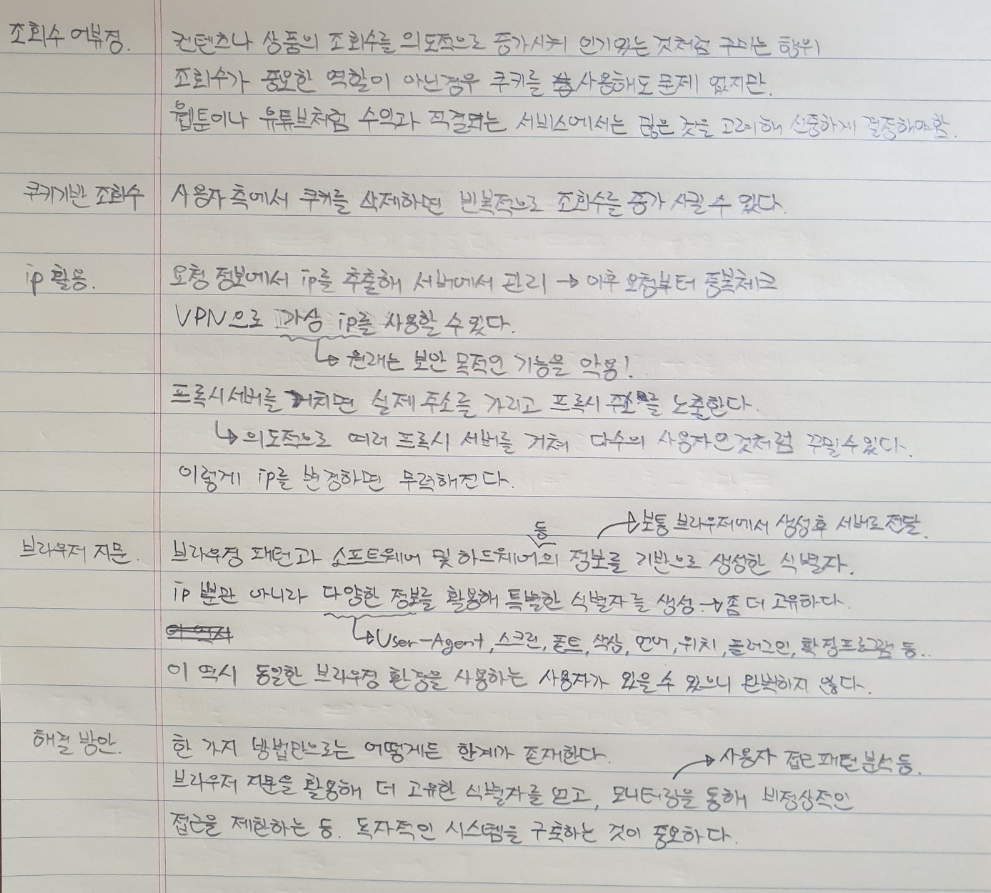 조회수 어뷰징. 컨텐츠나 상품의 조회수를 의도적으로 증가시켜 인기있는 것처럼 꾸미는 행위
조회수가 중요한 역할이 아닌경우 쿠키를 사용해도 문제 없지만.
웹툰이나 유튜브처럼 수익과 직결되는 서비스에서는 많은 것을 고려해 신중하게 결정해야함.
쿠키기반 조회수 사용자 측에서 쿠키를 삭제하면 반복적으로 조회수를 증가 시킬 수 있다.
ip 활용. 요청 정보에서 ip를 추출해 서버에서 관리 → 이후 요청부터 중복체크
VPN으로 가상 ip를 사용할 수 있다.
↳ 원래는 보안 목적인 기능을 악용!
프록시서버를 거치면 실제 주소를 가리고 프록시 주소를 노출한다.
↳ 의도적으로 여러 프록시 서버를 거쳐 다수의 사용자인것처럼 꾸밀 수 있다.
이렇게 ip를 변경하면 무력해진다.
등 → 보통 브라우저에서 생성후 서버로 전달.
브라우저 지문. 브라우징 패턴과 소프트웨어 및 하드웨어의 정보를 기반으로 생성한 식별자.
ip 뿐만 아니라 다양한 정보를 활용해 특별한 식별자를 생성. → 좀 더 고유하다.
이 역시 ↳ User-Agent, 스크린, 폰트, 색상, 언어, 위치, 플러그인, 확장프로그램 등..
이 역시 동일한 브라우징 환경을 사용하는 사용자가 있을 수 있으니 완벽하지 않다.
해결 방안. 한 가지 방법만으로는 어떻게든 한계가 존재한다. → 사용자 접근 패턴 분석 등.
브라우저 지문을 활용해 더 고유한 식별자를 얻고, 모니터링을 통해 비정상적인
접근을 제한하는 등. 독자적인 시스템을 구축하는 것이 중요하다.